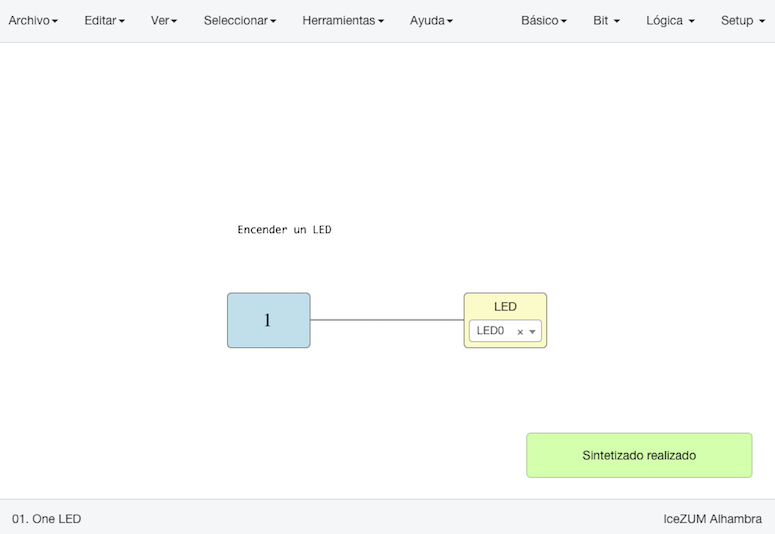 Archivo Editar Ver Seleccionar Herramientas Ayuda Básico Bit Lógica Setup
Encender un LED
1
LED
LED0 ×
Sintetizado realizado
01. One LED
IceZUM Alhambra